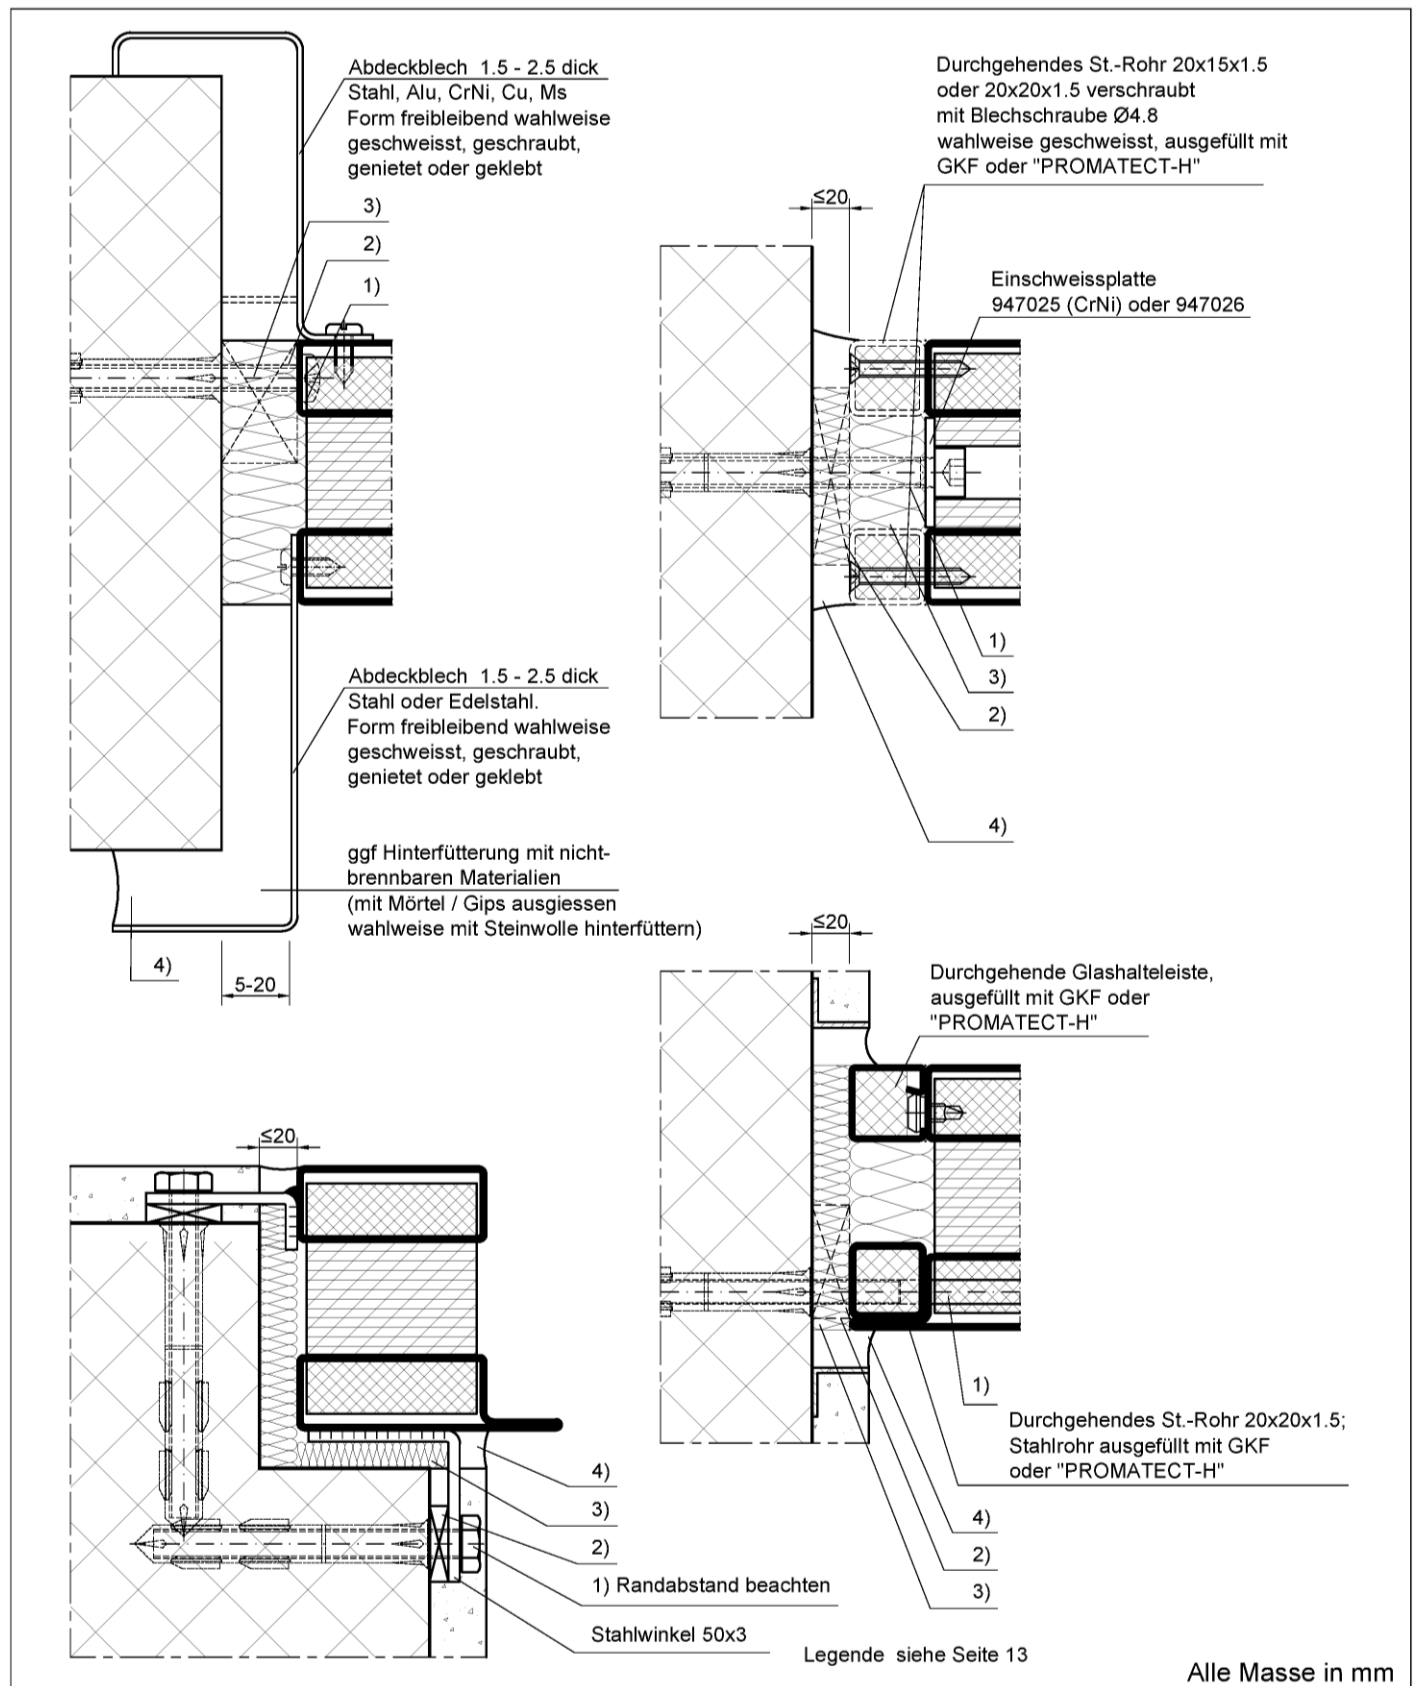 Abdeckblech 1.5 - 2.5 dick
Stahl, Alu, CrNi, Cu, Ms
Form freibleibend wahlweise
geschweisst, geschraubt,
genietet oder geklebt
3)
2)
1)
Abdeckblech 1.5 - 2.5 dick
Stahl oder Edelstahl.
Form freibleibend wahlweise
geschweisst, geschraubt,
genietet oder geklebt
ggf Hinterfütterung mit nicht-
brennbaren Materialien
(mit Mörtel / Gips ausgiessen
wahlweise mit Steinwolle hinterfüttern)
4)
5-20
Durchgehendes St.-Rohr 20x15x1.5
oder 20x20x1.5 verschraubt
mit Blechschraube Ø4.8
wahlweise geschweisst, ausgefüllt mit
GKF oder "PROMATECT-H"
≤20
Einschweissplatte
947025 (CrNi) oder 947026
1)
3)
2)
4)
≤20
Durchgehende Glashalteleiste,
ausgefüllt mit GKF oder
"PROMATECT-H"
1)
Durchgehendes St.-Rohr 20x20x1.5;
Stahlrohr ausgefüllt mit GKF
oder "PROMATECT-H"
4)
2)
3)
≤20
4)
3)
2)
1) Randabstand beachten
Stahlwinkel 50x3
Legende siehe Seite 13
Alle Masse in mm